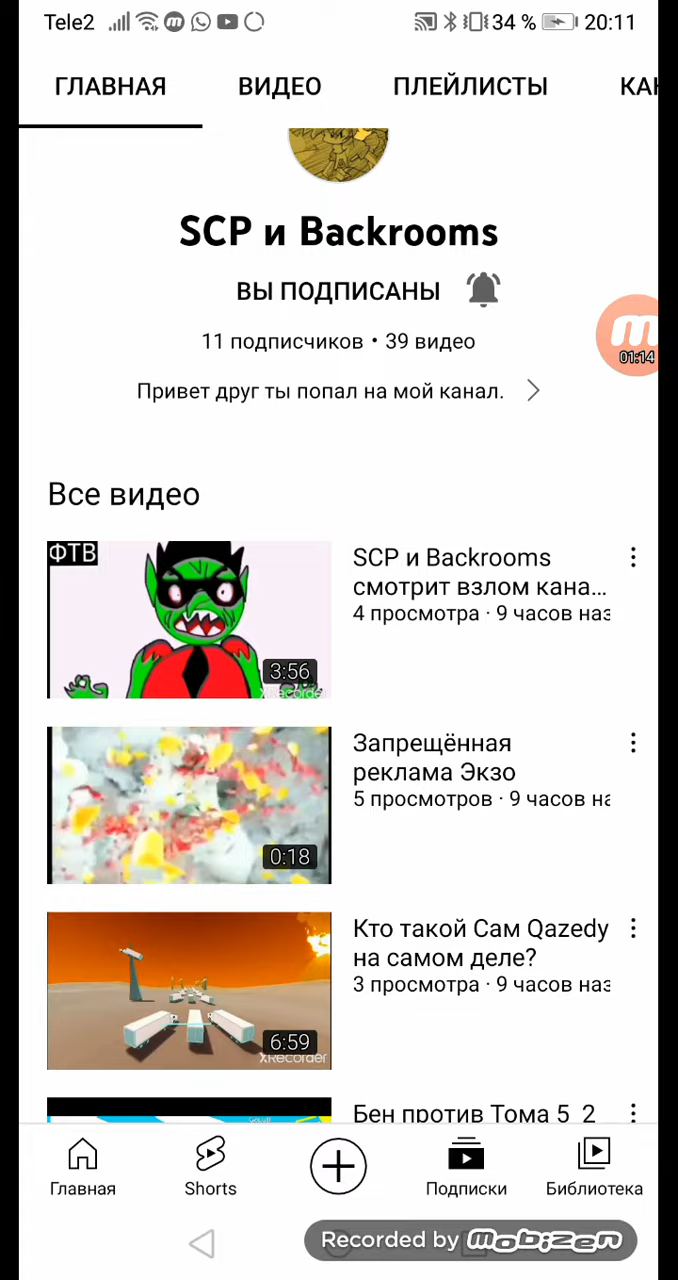 Tele2 34 % 20:11
ГЛАВНАЯ ВИДЕО ПЛЕЙЛИСТЫ КАН
SCP и Backrooms
ВЫ ПОДПИСАНЫ
11 подписчиков • 39 видео
01:14
Привет друг ты попал на мой канал.
Все видео
ФТВ
3:56
XRecorder
SCP и Backrooms
смотрит взлом кана...
4 просмотра · 9 часов наз
0:18
Запрещённая
реклама Экзо
5 просмотров · 9 часов на
6:59
XRecorder
Кто такой Сам Qazedy
на самом деле?
3 просмотра · 9 часов наз
Бен против Тома 5 2
Главная Shorts Подписки Библиотека
Recorded by mobizen